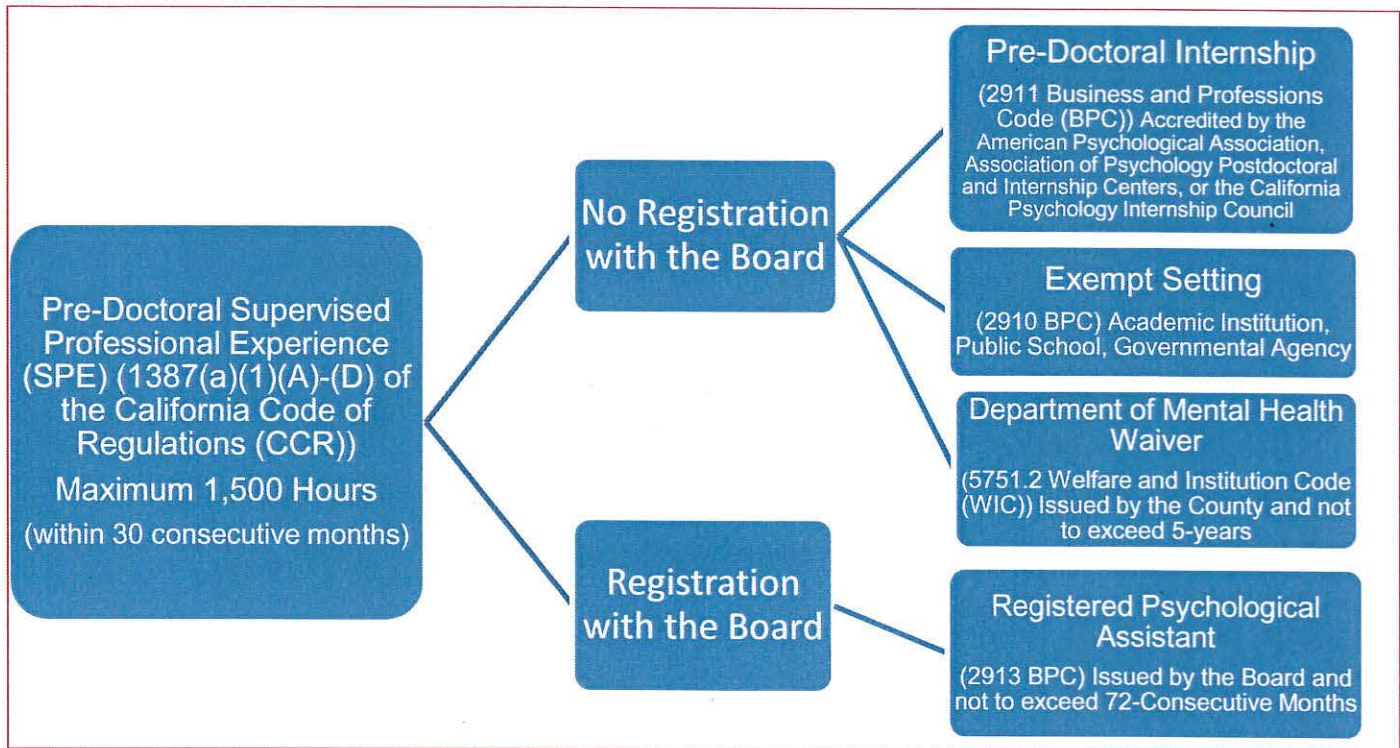 Pre-Doctoral Supervised
Professional Experience
(SPE) (1387(a)(1)(A)-(D) of
the California Code of
Regulations (CCR))
Maximum 1,500 Hours
(within 30 consecutive months)
No Registration
with the Board
Registration
with the Board
Pre-Doctoral Internship
(2911 Business and Professions
Code (BPC)) Accredited by the
American Psychological Association,
Association of Psychology Postdoctoral
and Internship Centers, or the California
Psychology Internship Council
Exempt Setting
(2910 BPC) Academic Institution,
Public School, Governmental Agency
Department of Mental Health
Waiver
(5751.2 Welfare and Institution Code
(WIC)) Issued by the County and not
to exceed 5-years
Registered Psychological
Assistant
(2913 BPC) Issued by the Board and
not to exceed 72-Consecutive Months